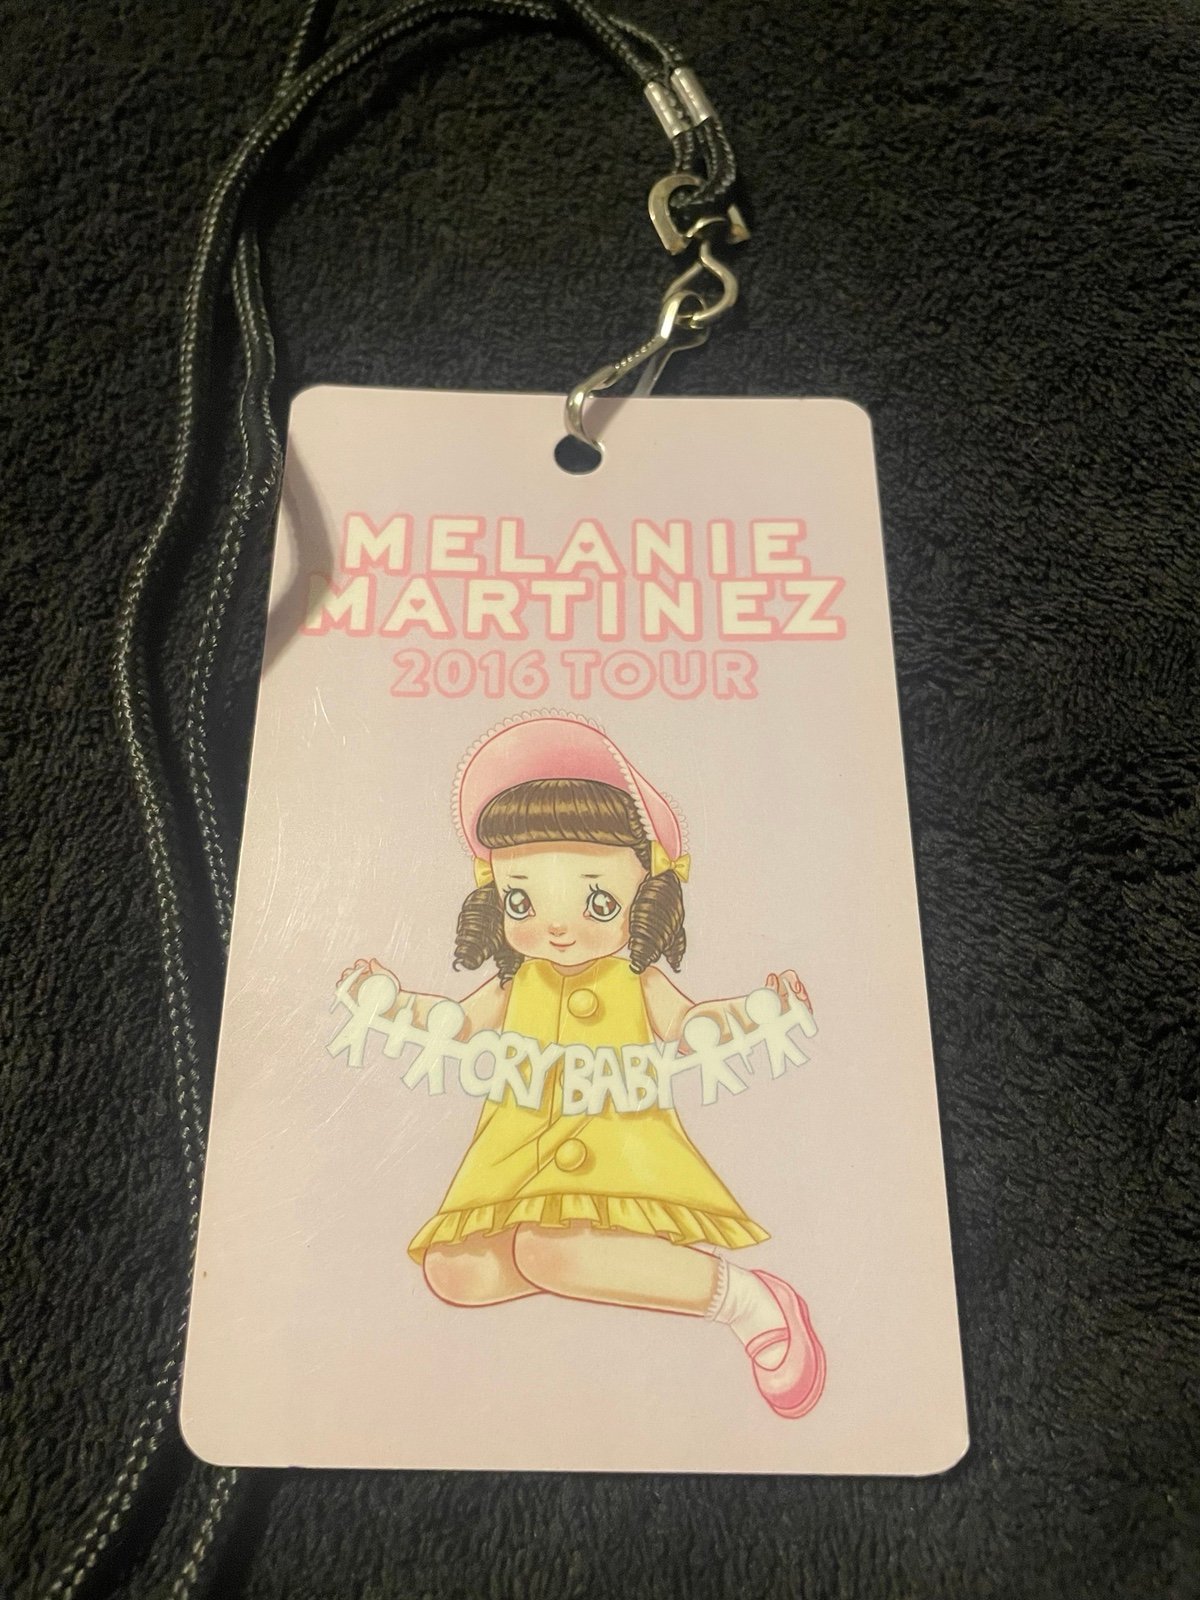 MELANIE
MARTINEZ
2016 TOUR
CRY BABY